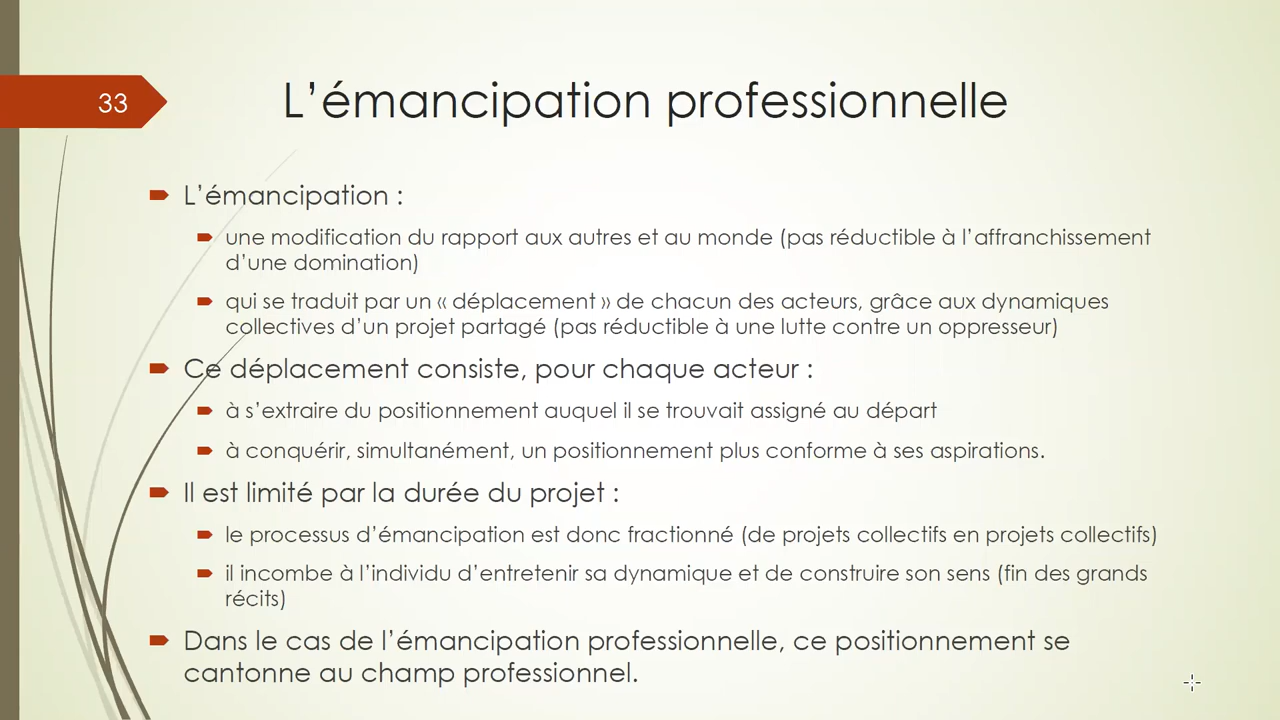 33
L’émancipation professionnelle
L’émancipation :
une modification du rapport aux autres et au monde (pas réductible à l’affranchissement
d’une domination)
qui se traduit par un « déplacement » de chacun des acteurs, grâce aux dynamiques
collectives d’un projet partagé (pas réductible à une lutte contre un oppresseur)
Ce déplacement consiste, pour chaque acteur :
à s’extraire du positionnement auquel il se trouvait assigné au départ
à conquérir, simultanément, un positionnement plus conforme à ses aspirations.
Il est limité par la durée du projet :
le processus d’émancipation est donc fractionné (de projets collectifs en projets collectifs)
il incombe à l’individu d’entretenir sa dynamique et de construire son sens (fin des grands
récits)
Dans le cas de l’émancipation professionnelle, ce positionnement se
cantonne au champ professionnel.